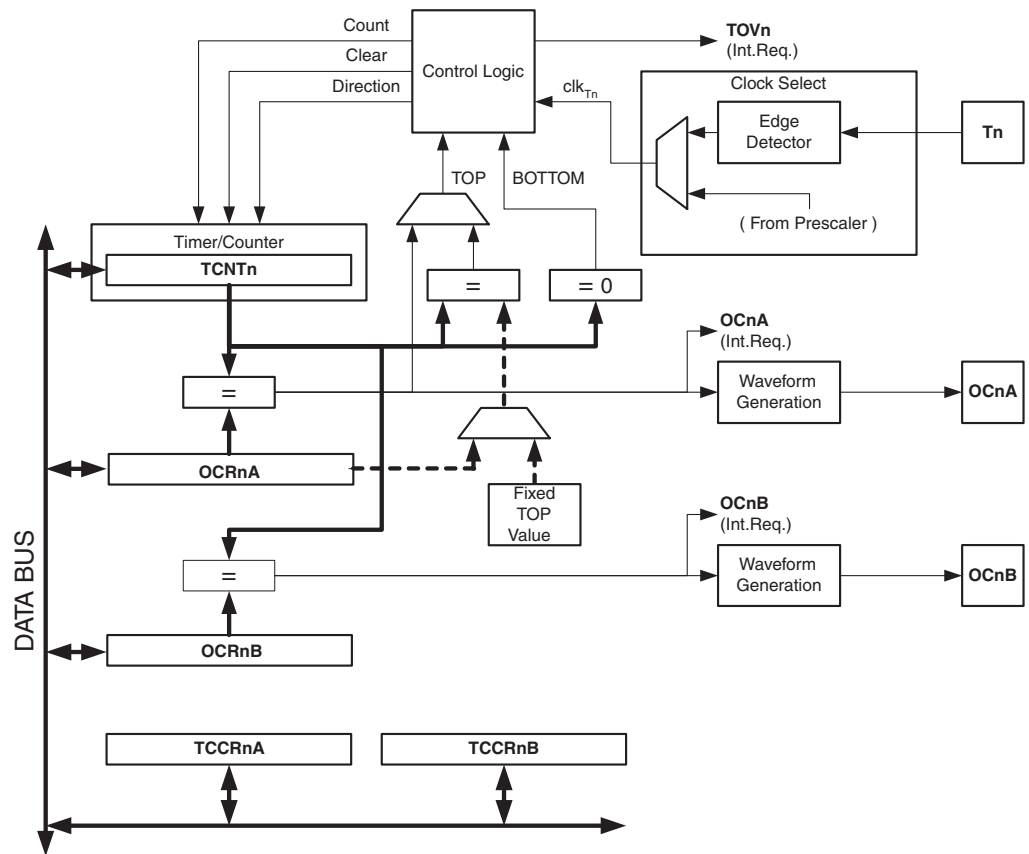 Count
Clear
Direction
Control Logic
TOVn
(Int.Req.)
clkTn
Clock Select
Edge
Detector
Tn
( From Prescaler )
TOP
BOTTOM
Timer/Counter
TCNTn
=
= 0
OCnA
(Int.Req.)
=
Waveform
Generation
OCnA
OCRnA
Fixed
TOP
Value
OCnB
(Int.Req.)
=
Waveform
Generation
OCnB
DATA BUS
OCRnB
TCCRnA
TCCRnB